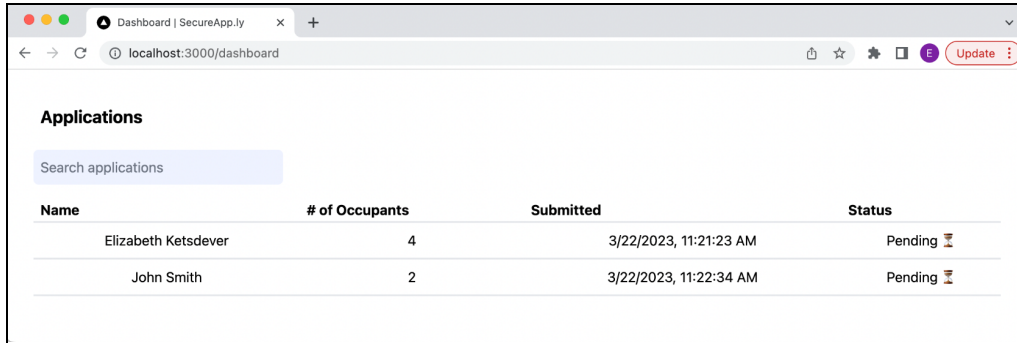 Dashboard | SecureApp.ly
localhost:3000/dashboard E Update
Applications
Search applications
Name # of Occupants Submitted Status
Elizabeth Ketsdever 4 3/22/2023, 11:21:23 AM Pending ⏳
John Smith 2 3/22/2023, 11:22:34 AM Pending ⏳